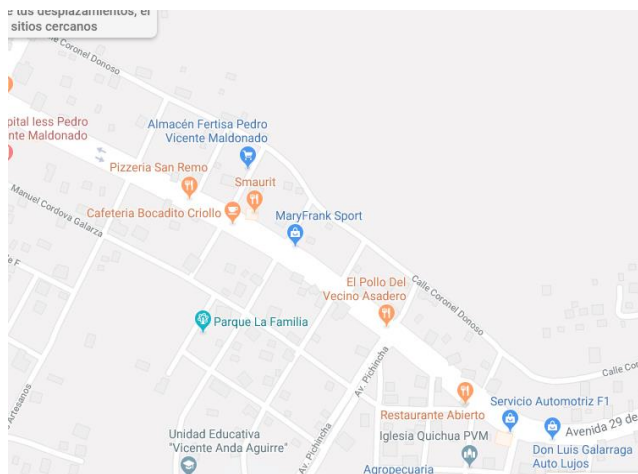 e tus desplazamientos, el
sitios cercanos
Calle Coronel Donoso
pital Iess Pedro
nte Maldonado
Almacén Fertisa Pedro
Vicente Maldonado
Pizzeria San Remo
Smaurit
Manuel Cordova Galarza
Cafeteria Bocadito Criollo
MaryFrank Sport
e F
El Pollo Del
Vecino Asadero
Calle Coronel Donoso
Parque La Familia
Av. Pichincha
Calle Co
Artesanos
Restaurante Abierto
Servicio Automotriz F1
Avenida 29 de
Unidad Educativa
"Vicente Anda Aguirre"
Av. Pichincha
Iglesia Quichua PVM
Don Luis Galarraga
Auto Lujos
Agropecuaria